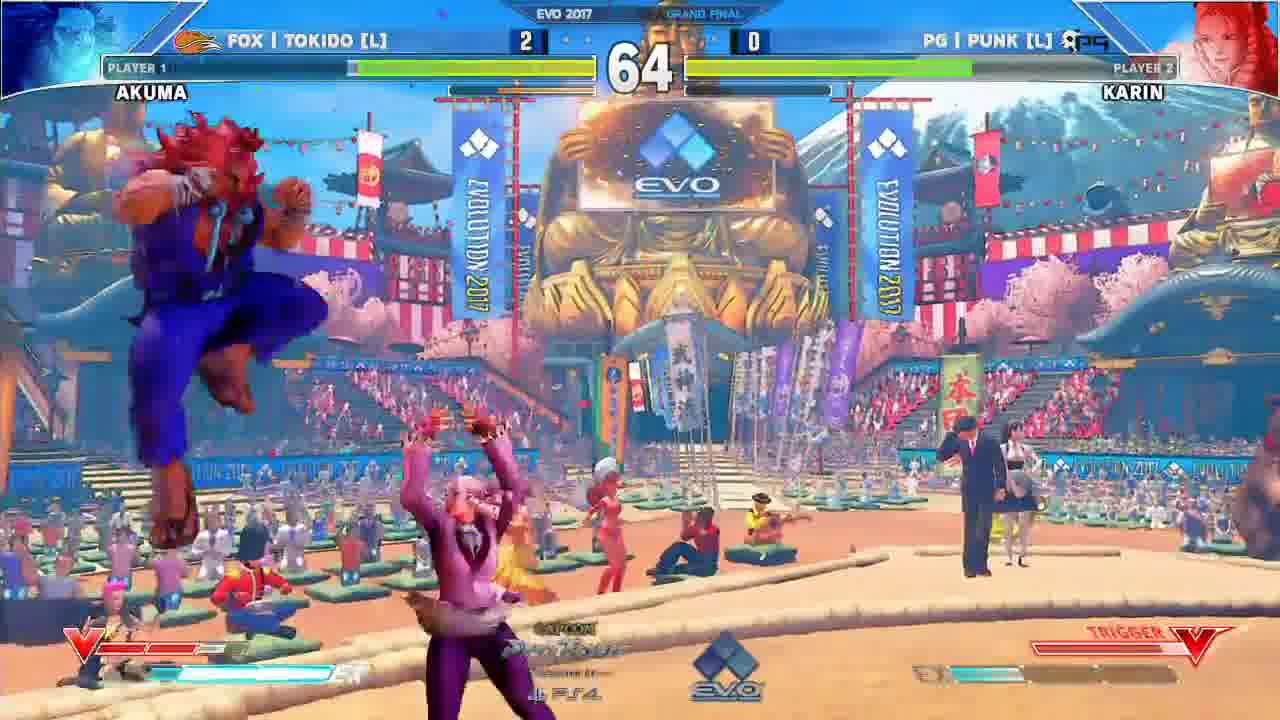 EVO 2017 GRAND FINAL
FOX | TOKIDO [L] 2 64 0 PG | PUNK [L]
PLAYER 1 PLAYER 2
AKUMA KARIN
EVO
EVOLUTION 2017
EVOLUTION 2017
TRIGGER
CAPCOM
PS4
EVO